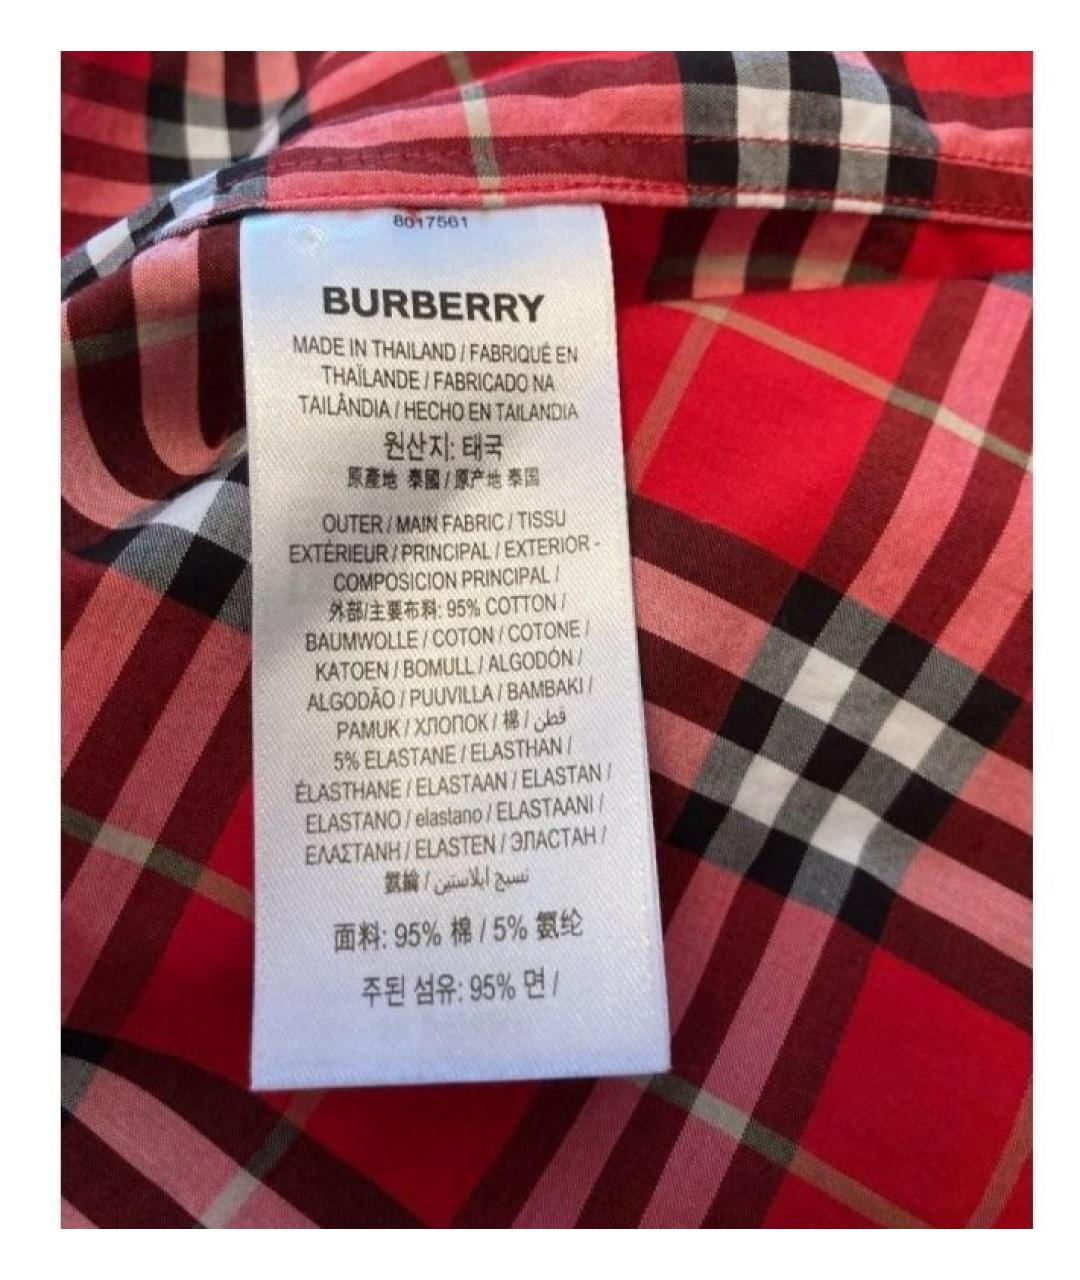 8017561
BURBERRY
MADE IN THAILAND / FABRIQUÉ EN
THAÏLANDE / FABRICADO NA
TAILÂNDIA / HECHO EN TAILANDIA
원산지: 태국
原產地 泰國 / 原产地 泰国
OUTER / MAIN FABRIC / TISSU
EXTÉRIEUR / PRINCIPAL / EXTERIOR -
COMPOSICION PRINCIPAL /
外部/主要布料: 95% COTTON /
BAUMWOLLE / COTON / COTONE /
KATOEN / BOMULL / ALGODÓN /
ALGODÃO / PUUVILLA / BAMBAKI /
PAMUK / ХЛОПОК / 棉 / قطن
5% ELASTANE / ELASTHAN /
ÉLASTHANE / ELASTAAN / ELASTAN /
ELASTANO / elastano / ELASTAANI /
ΕΛΑΣΤΑΝΗ / ELASTEN / ЭЛАСТАН /
氨綸 / نسيج ايلاستين
面料: 95% 棉 / 5% 氨纶
주된 섬유: 95% 면 /